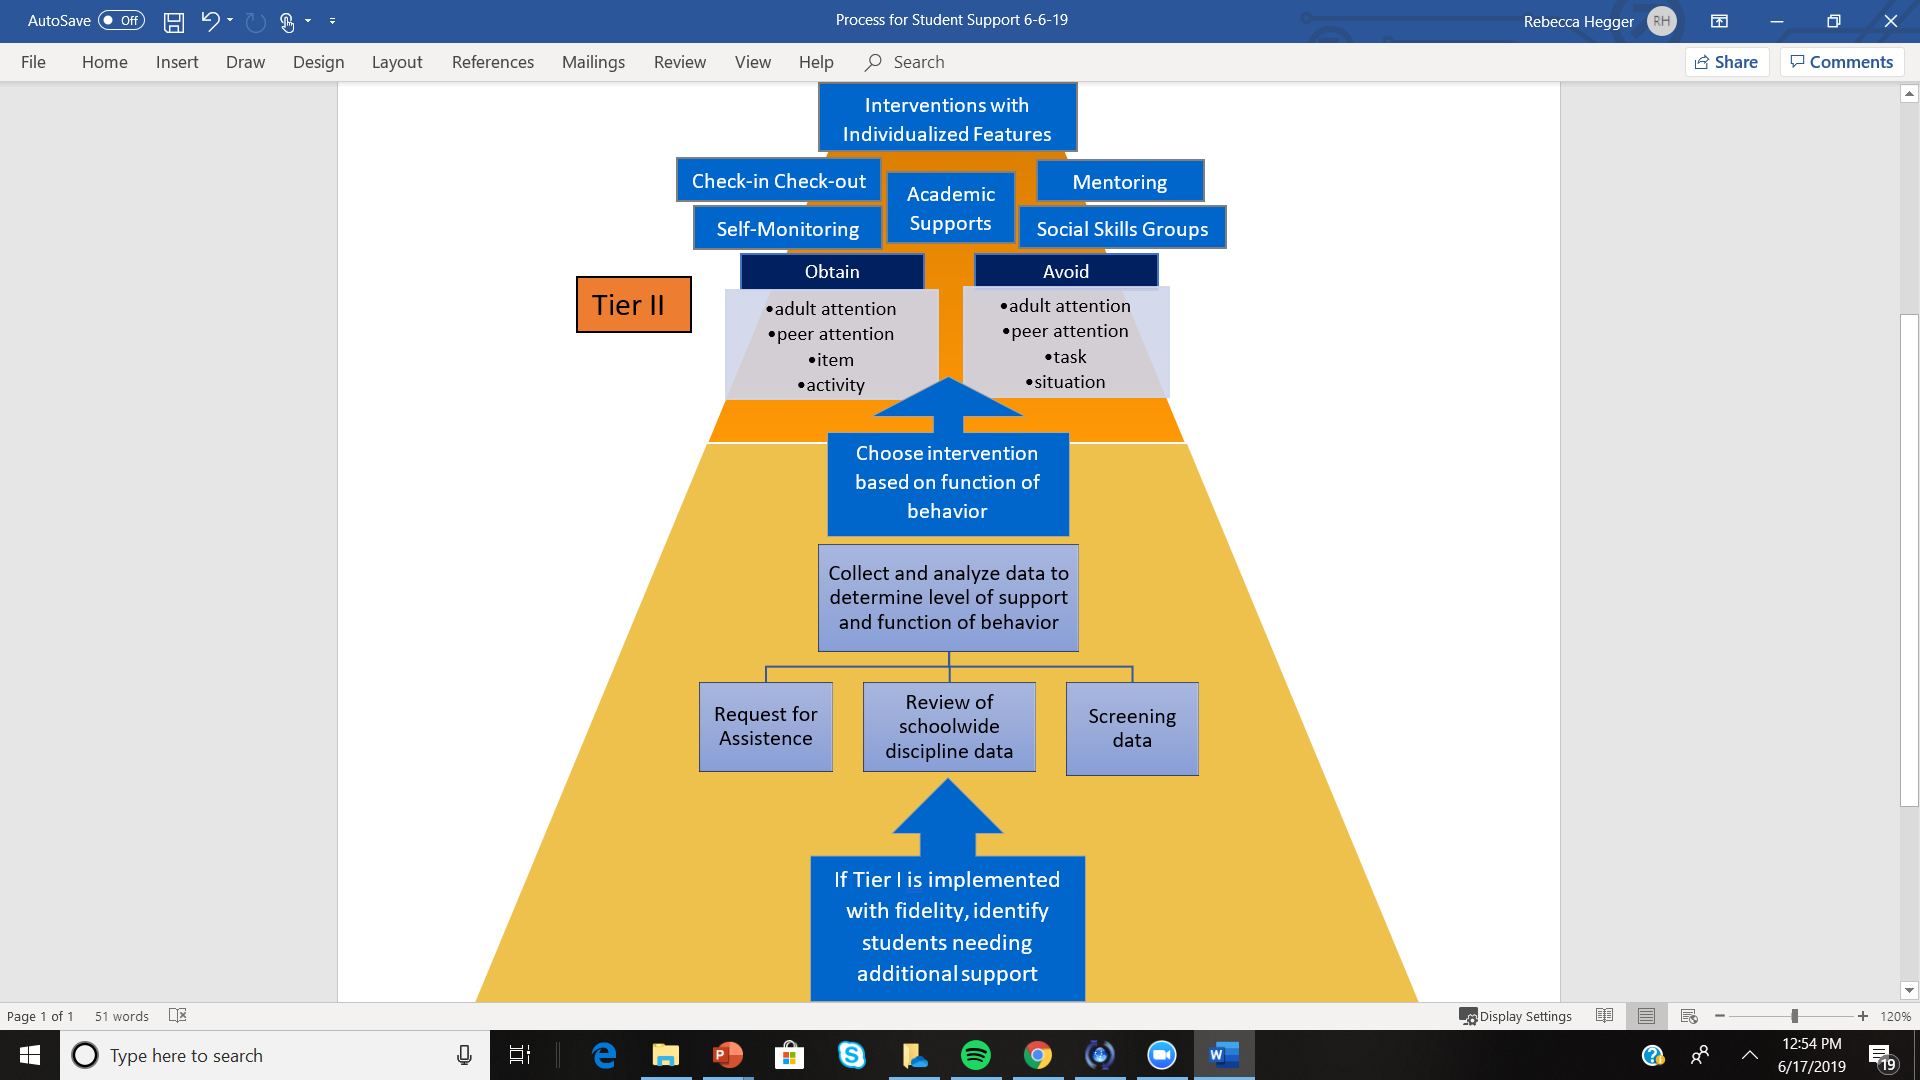 AutoSave Off
Process for Student Support 6-6-19
Rebecca Hegger RH
File Home Insert Draw Design Layout References Mailings Review View Help Search Share Comments
Interventions with
Individualized Features
Check-in Check-out
Academic
Supports
Mentoring
Self-Monitoring
Social Skills Groups
Tier II
Obtain
•adult attention
•peer attention
•item
•activity
Avoid
•adult attention
•peer attention
•task
•situation
Choose intervention
based on function of
behavior
Collect and analyze data to
determine level of support
and function of behavior
Request for
Assistence
Review of
schoolwide
discipline data
Screening
data
If Tier I is implemented
with fidelity, identify
students needing
additional support
Page 1 of 1 51 words Display Settings 120%
Type here to search
12:54 PM
6/17/2019
19